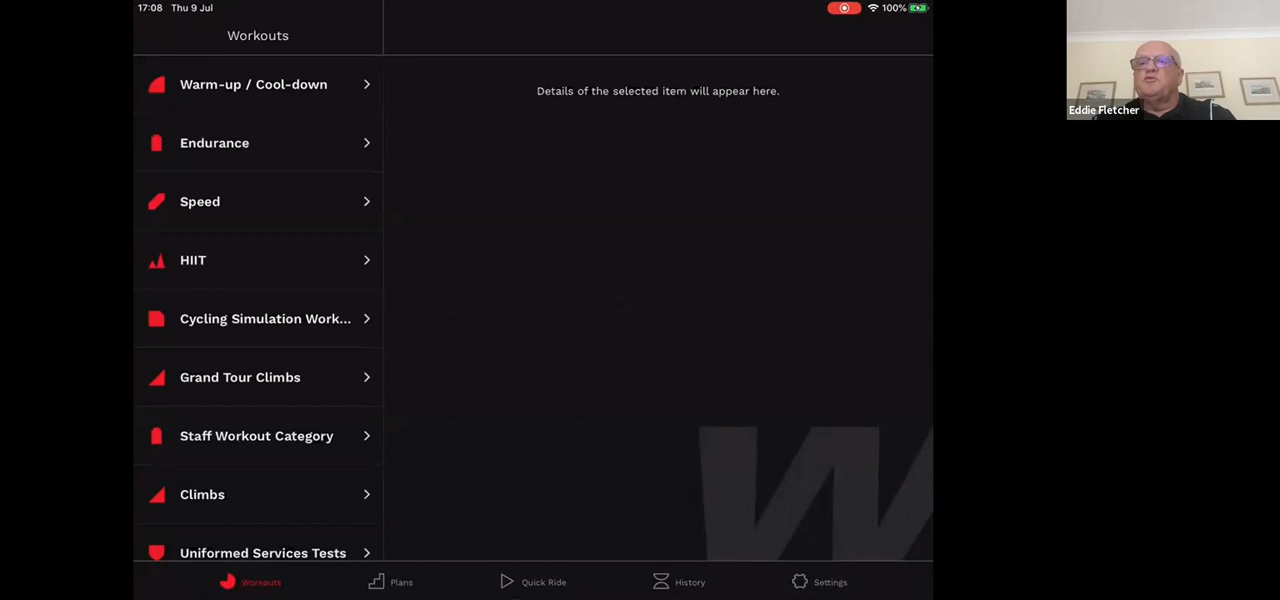 17:08 Thu 9 Jul
100%
Workouts
Warm-up / Cool-down
Details of the selected item will appear here.
Endurance
Speed
HIIT
Cycling Simulation Work...
Grand Tour Climbs
Staff Workout Category
Climbs
Uniformed Services Tests
Workouts
Plans
Quick Ride
History
Settings
Eddie Fletcher